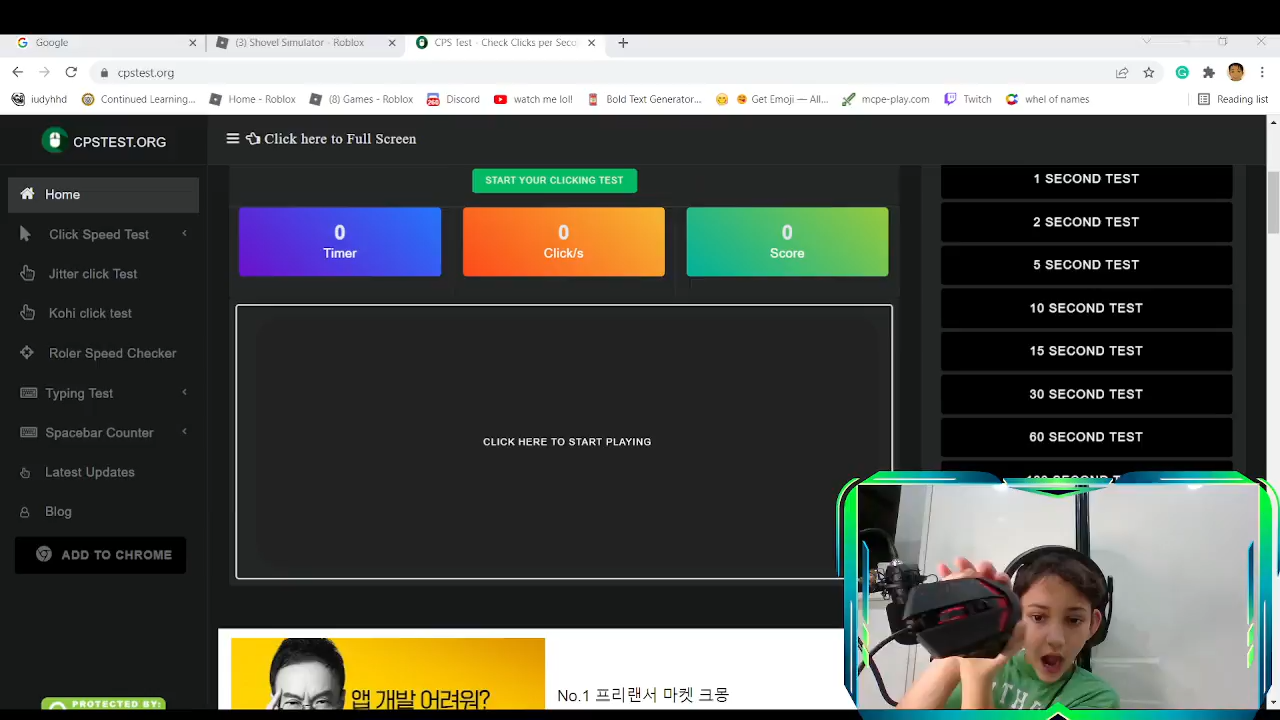 Google
(3) Shovel Simulator - Roblox
CPS Test - Check Clicks per Seco
cpstest.org
iudyhhd
Continued Learning...
Home - Roblox
(8) Games - Roblox
Discord
watch me lol!
Bold Text Generator...
Get Emoji — All...
mcpe-play.com
Twitch
whel of names
Reading list
CPSTEST.ORG
Click here to Full Screen
Home
Click Speed Test
Jitter click Test
Kohi click test
Roler Speed Checker
Typing Test
Spacebar Counter
Latest Updates
Blog
ADD TO CHROME
PROTECTED BY:
START YOUR CLICKING TEST
0
Timer
0
Click/s
0
Score
CLICK HERE TO START PLAYING
1 SECOND TEST
2 SECOND TEST
5 SECOND TEST
10 SECOND TEST
15 SECOND TEST
30 SECOND TEST
60 SECOND TEST
앱 개발 어려워?
No.1 프리랜서 마켓 크몽